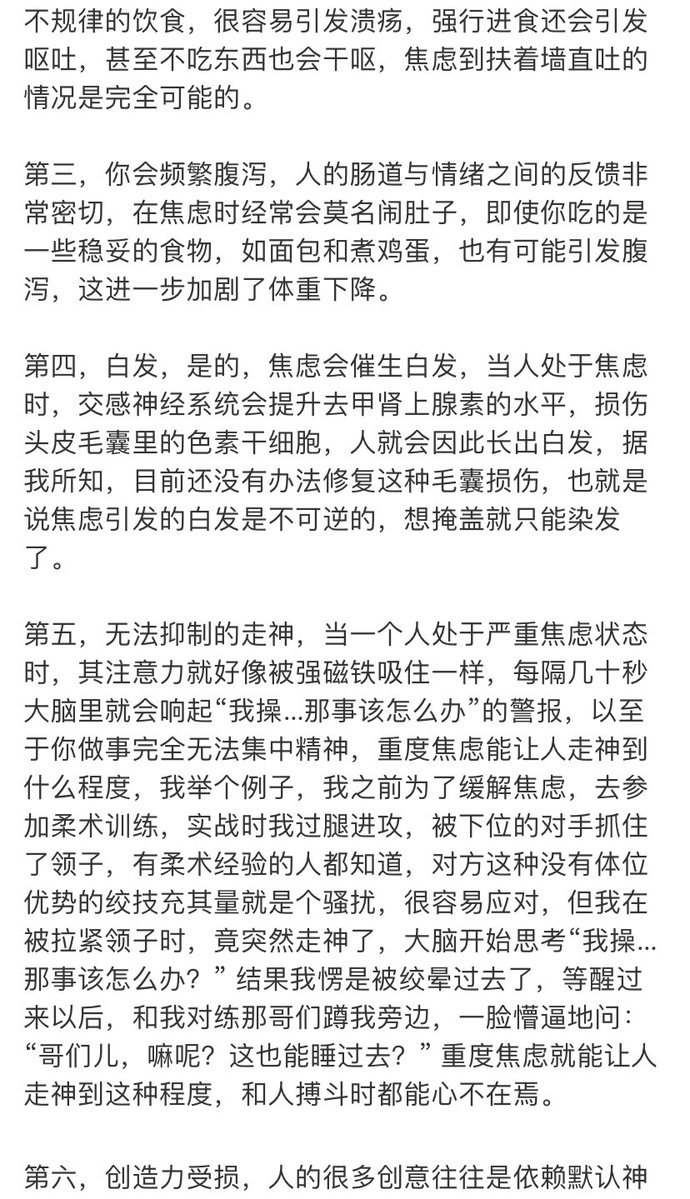 不规律的饮食，很容易引发溃疡，强行进食还会引发
呕吐，甚至不吃东西也会干呕，焦虑到扶着墙直吐的
情况是完全可能的。
第三，你会频繁腹泻，人的肠道与情绪之间的反馈非
常密切，在焦虑时经常会莫名闹肚子，即使你吃的是
一些稳妥的食物，如面包和煮鸡蛋，也有可能引发腹
泻，这进一步加剧了体重下降。
第四，白发，是的，焦虑会催生白发，当人处于焦虑
时，交感神经系统会提升去甲肾上腺素的水平，损伤
头皮毛囊里的色素干细胞，人就会因此长出白发，据
我所知，目前还没有办法修复这种毛囊损伤，也就是
说焦虑引发的白发是不可逆的，想掩盖就只能染发
了。
第五，无法抑制的走神，当一个人处于严重焦虑状态
时，其注意力就好像被强磁铁吸住一样，每隔几十秒
大脑里就会响起“我操...那事该怎么办”的警报，以至
于你做事完全无法集中精神，重度焦虑能让人走神到
什么程度，我举个例子，我之前为了缓解焦虑，去参
加柔术训练，实战时我过腿进攻，被下位的对手抓住
了领子，有柔术经验的人都知道，对方这种没有体位
优势的绞技充其量就是个骚扰，很容易应对，但我在
被拉紧领子时，竟突然走神了，大脑开始思考“我操...
那事该怎么办？” 结果我愣是被绞晕过去了，等醒过
来以后，和我对练那哥们蹲我旁边，一脸懵逼地问：
“哥们儿，嘛呢？这也能睡过去？” 重度焦虑就能让人
走神到这种程度，和人搏斗时都能心不在焉。
第六，创造力受损，人的很多创意往往是依赖默认神